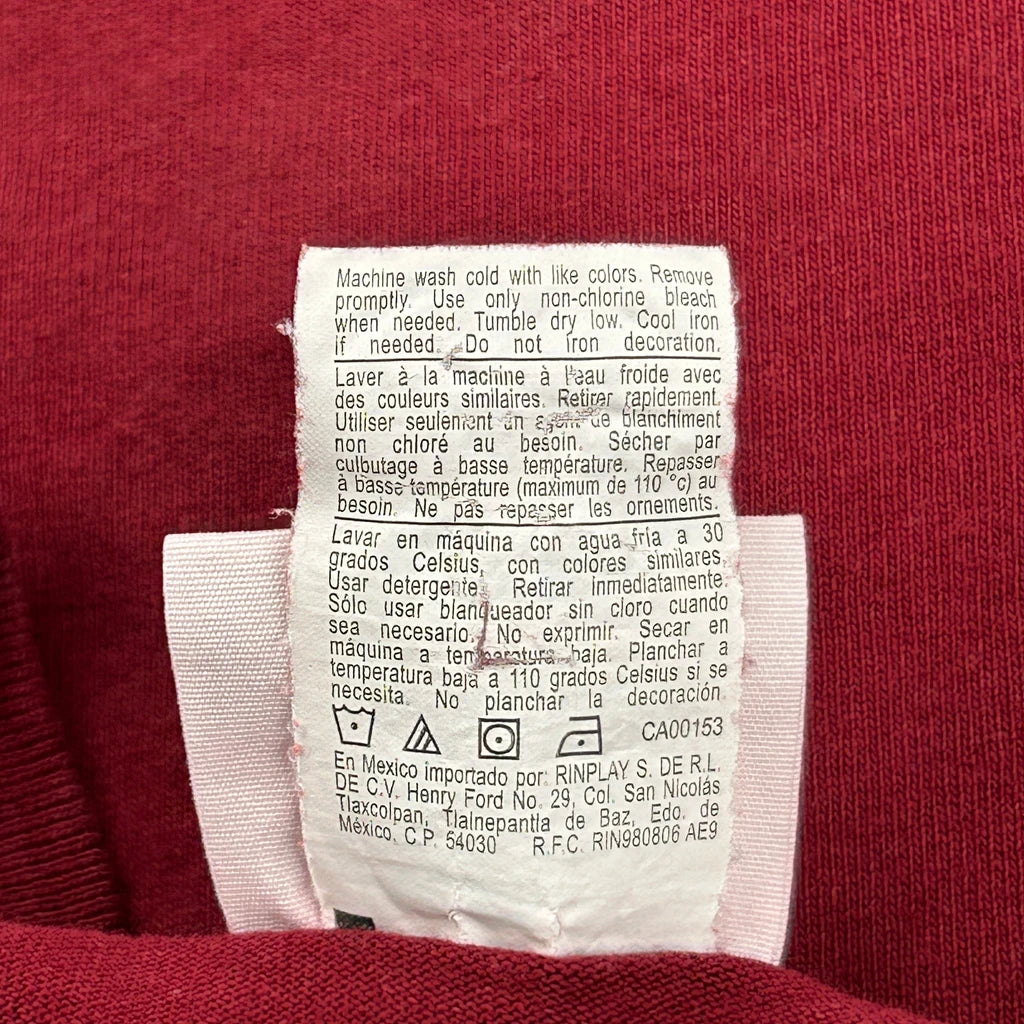 Machine wash cold with like colors. Remove
promptly. Use only non-chlorine bleach
when needed. Tumble dry low. Cool iron
if needed. Do not iron decoration.
Laver à la machine à l'eau froide avec
des couleurs similaires. Retirer rapidement.
Utiliser seulement un agent de blanchiment
non chloré au besoin. Sécher par
culbutage à basse température. Repasser
à basse température (maximum de 110 °c) au
besoin. Ne pas repasser les ornements.
Lavar en máquina con agua fria a 30
grados Celsius, con colores similares.
Usar detergente. Retirar inmediatamente.
Sólo usar blanqueador sin cloro cuando
sea necesario. No exprimir. Secar en
máquina a temperatura baja. Planchar a
temperatura baja a 110 grados Celsius si se
necesita. No planchar la decoración.
CA00153
En Mexico importado por: RINPLAY S. DE R.L.
DE C.V. Henry Ford No. 29, Col. San Nicolás
Tlaxcolpan, Tlalnepantla de Baz, Edo. de
México, C.P. 54030 R.F.C. RIN980806 AE9